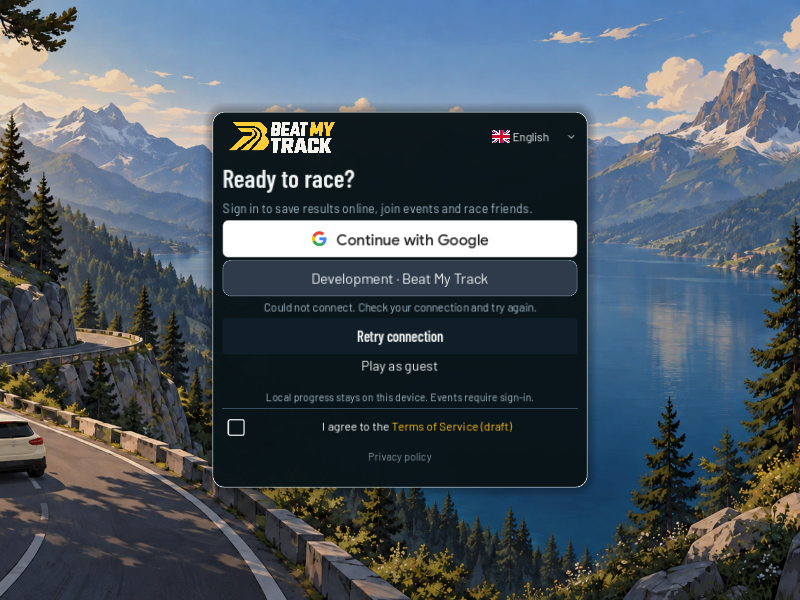 BEAT MY
TRACK
English
Ready to race?
Sign in to save results online, join events and race friends.
Continue with Google
Development · Beat My Track
Could not connect. Check your connection and try again.
Retry connection
Play as guest
Local progress stays on this device. Events require sign-in.
I agree to the Terms of Service (draft)
Privacy policy